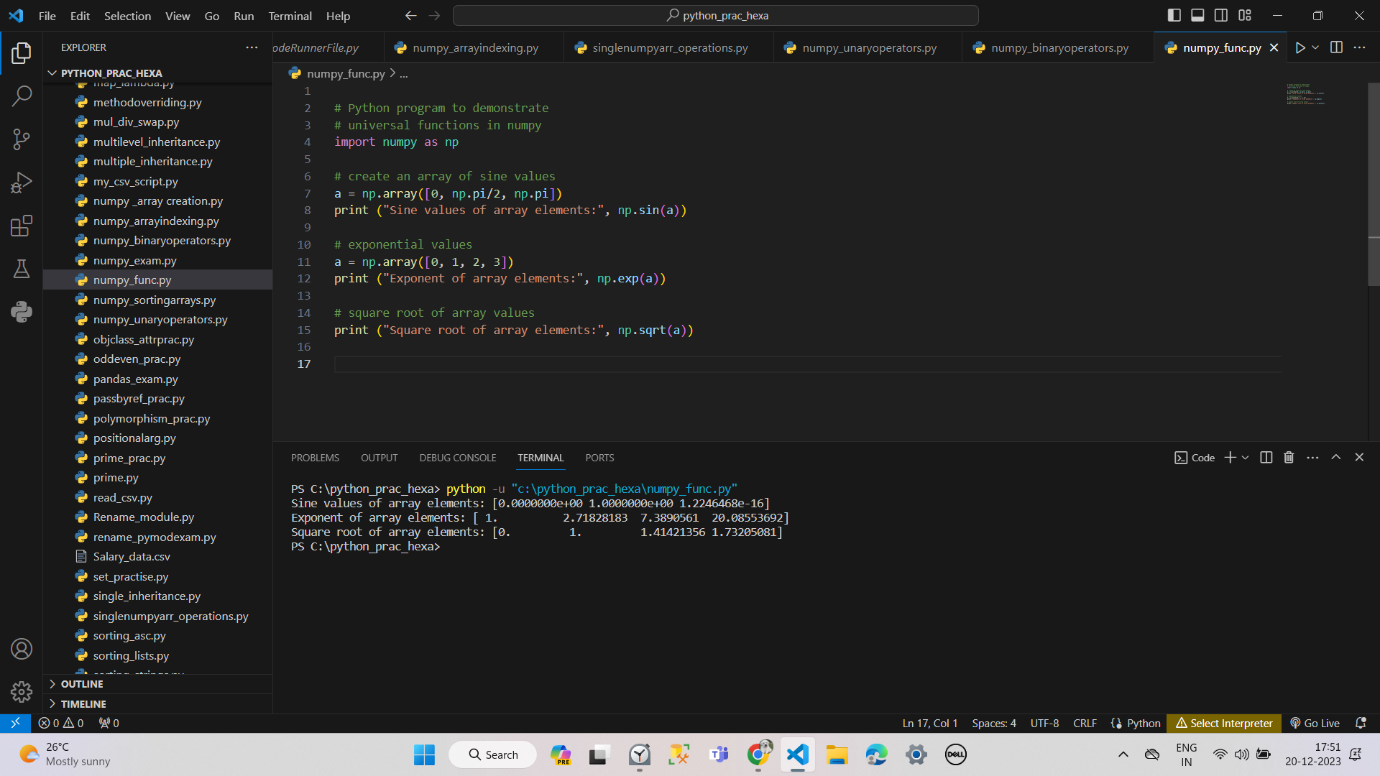 File Edit Selection View Go Run Terminal Help
python_prac_hexa
EXPLORER
PYTHON_PRAC_HEXA
map_lambda.py
methodoverriding.py
mul_div_swap.py
multilevel_inheritance.py
multiple_inheritance.py
my_csv_script.py
numpy _array creation.py
numpy_arrayindexing.py
numpy_binaryoperators.py
numpy_exam.py
numpy_func.py
numpy_sortingarrays.py
numpy_unaryoperators.py
objclass_attrprac.py
oddeven_prac.py
pandas_exam.py
passbyref_prac.py
polymorphism_prac.py
positionalarg.py
prime_prac.py
prime.py
read_csv.py
Rename_module.py
rename_pymodexam.py
Salary_data.csv
set_practise.py
single_inheritance.py
singlenumpyarr_operations.py
sorting_asc.py
sorting_lists.py
sorting_strings.py
OUTLINE
TIMELINE
odeRunnerFile.py numpy_arrayindexing.py singlenumpyarr_operations.py numpy_unaryoperators.py numpy_binaryoperators.py numpy_func.py
numpy_func.py > ...
1
2 # Python program to demonstrate
3 # universal functions in numpy
4 import numpy as np
5
6 # create an array of sine values
7 a = np.array([0, np.pi/2, np.pi])
8 print ("Sine values of array elements:", np.sin(a))
9
10 # exponential values
11 a = np.array([0, 1, 2, 3])
12 print ("Exponent of array elements:", np.exp(a))
13
14 # square root of array values
15 print ("Square root of array elements:", np.sqrt(a))
16
17
PROBLEMS OUTPUT DEBUG CONSOLE TERMINAL PORTS
Code
PS C:\python_prac_hexa> python -u "c:\python_prac_hexa\numpy_func.py"
Sine values of array elements: [0.0000000e+00 1.0000000e+00 1.2246468e-16]
Exponent of array elements: [ 1. 2.71828183 7.3890561 20.08553692]
Square root of array elements: [0. 1. 1.41421356 1.73205081]
PS C:\python_prac_hexa>
0 0 0 Ln 17, Col 1 Spaces: 4 UTF-8 CRLF Python Select Interpreter Go Live
26°C
Mostly sunny
Search
PRE
DELL
ENG
IN
17:51
20-12-2023